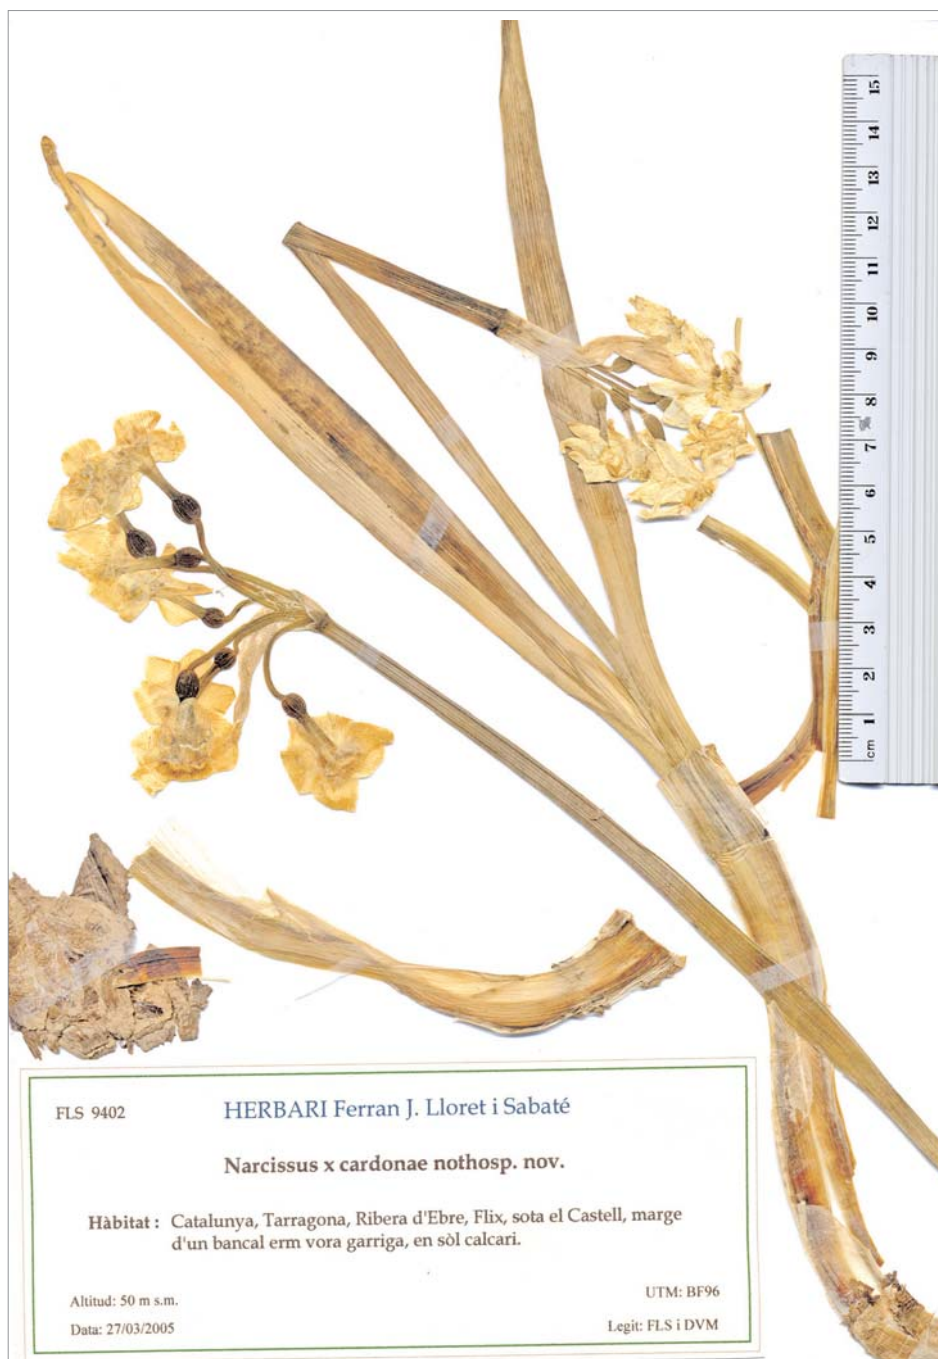 15
14
13
12
11
10
9
8
7
6
5
4
3
2
1
cm
FLS 9402
HERBARI Ferran J. Lloret i Sabaté
Narcissus x cardonae nothosp. nov.
Hàbitat : Catalunya, Tarragona, Ribera d'Ebre, Flix, sota el Castell, marge
d'un bancal erm vora garriga, en sòl calcari.
Altitud: 50 m s.m.
UTM: BF96
Data: 27/03/2005
Legit: FLS i DVM